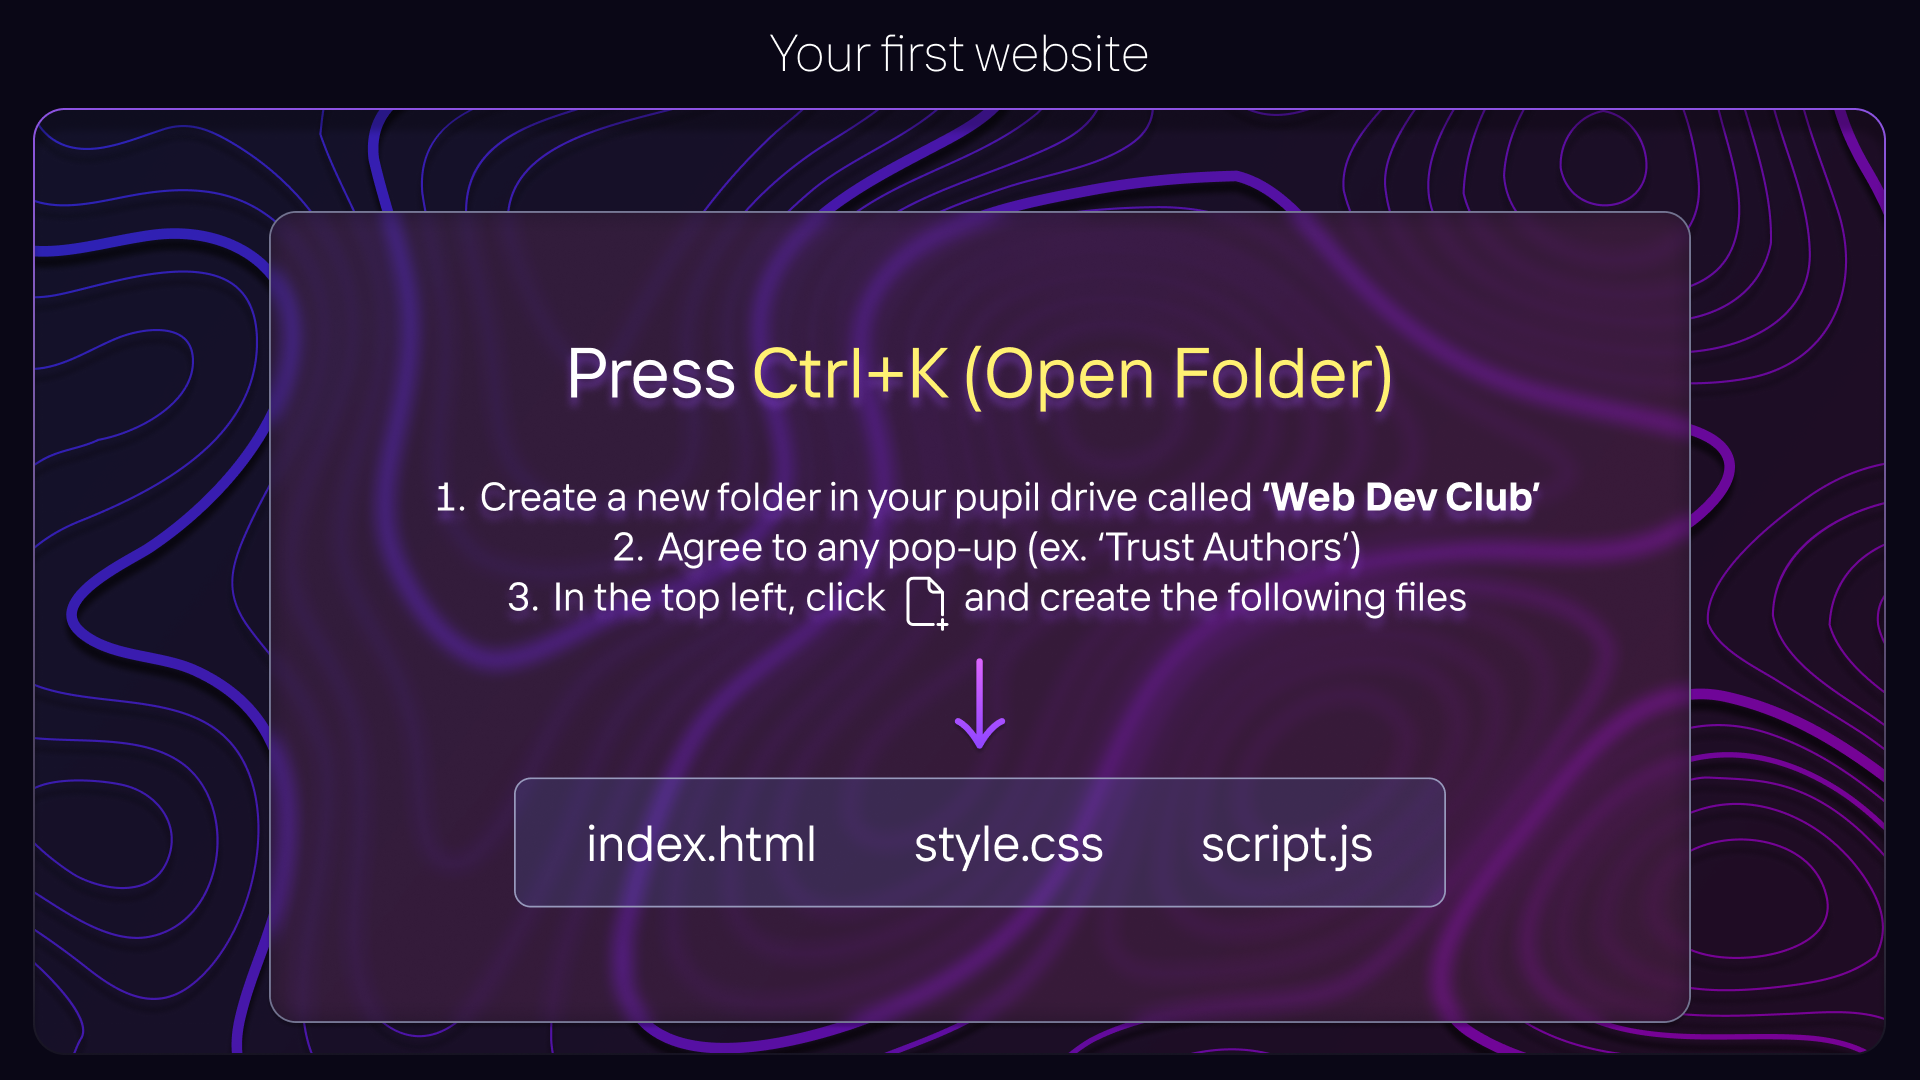 Your first website
Press Ctrl+K (Open Folder)
1. Create a new folder in your pupil drive called ‘Web Dev Club’
2. Agree to any pop-up (ex. ‘Trust Authors’)
3. In the top left, click and create the following files
index.html style.css script.js